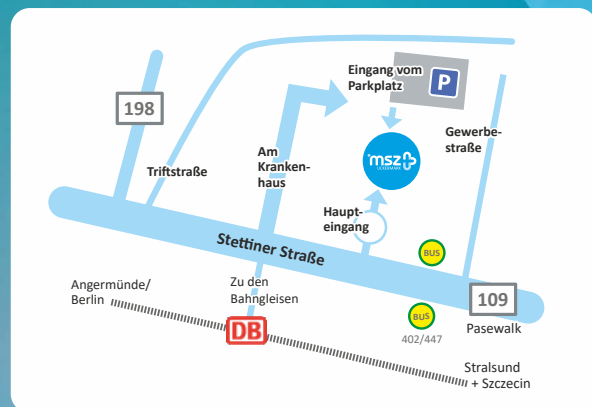 Eingang vom
Parkplatz
P
198
Gewerbe-
straße
Am
Kranken-
haus
msz
UCKERMARK
Triftstraße
Haupt-
eingang
Stettiner Straße
BUS
Angermünde/
Berlin
Zu den
Bahngleisen
109
DB
BUS
Pasewalk
402/447
Stralsund
+ Szczecin